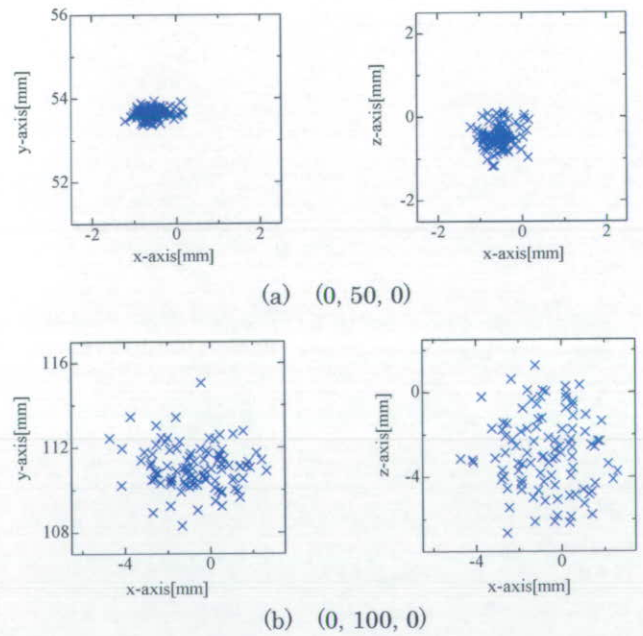 56
54
52
y-axis[mm]
-2
0
2
x-axis[mm]
2
0
-2
z-axis[mm]
-2
0
2
x-axis[mm]
(a) (0, 50, 0)
116
112
108
y-axis[mm]
-4
0
x-axis[mm]
0
-4
z-axis[mm]
-4
0
x-axis[mm]
(b) (0, 100, 0)